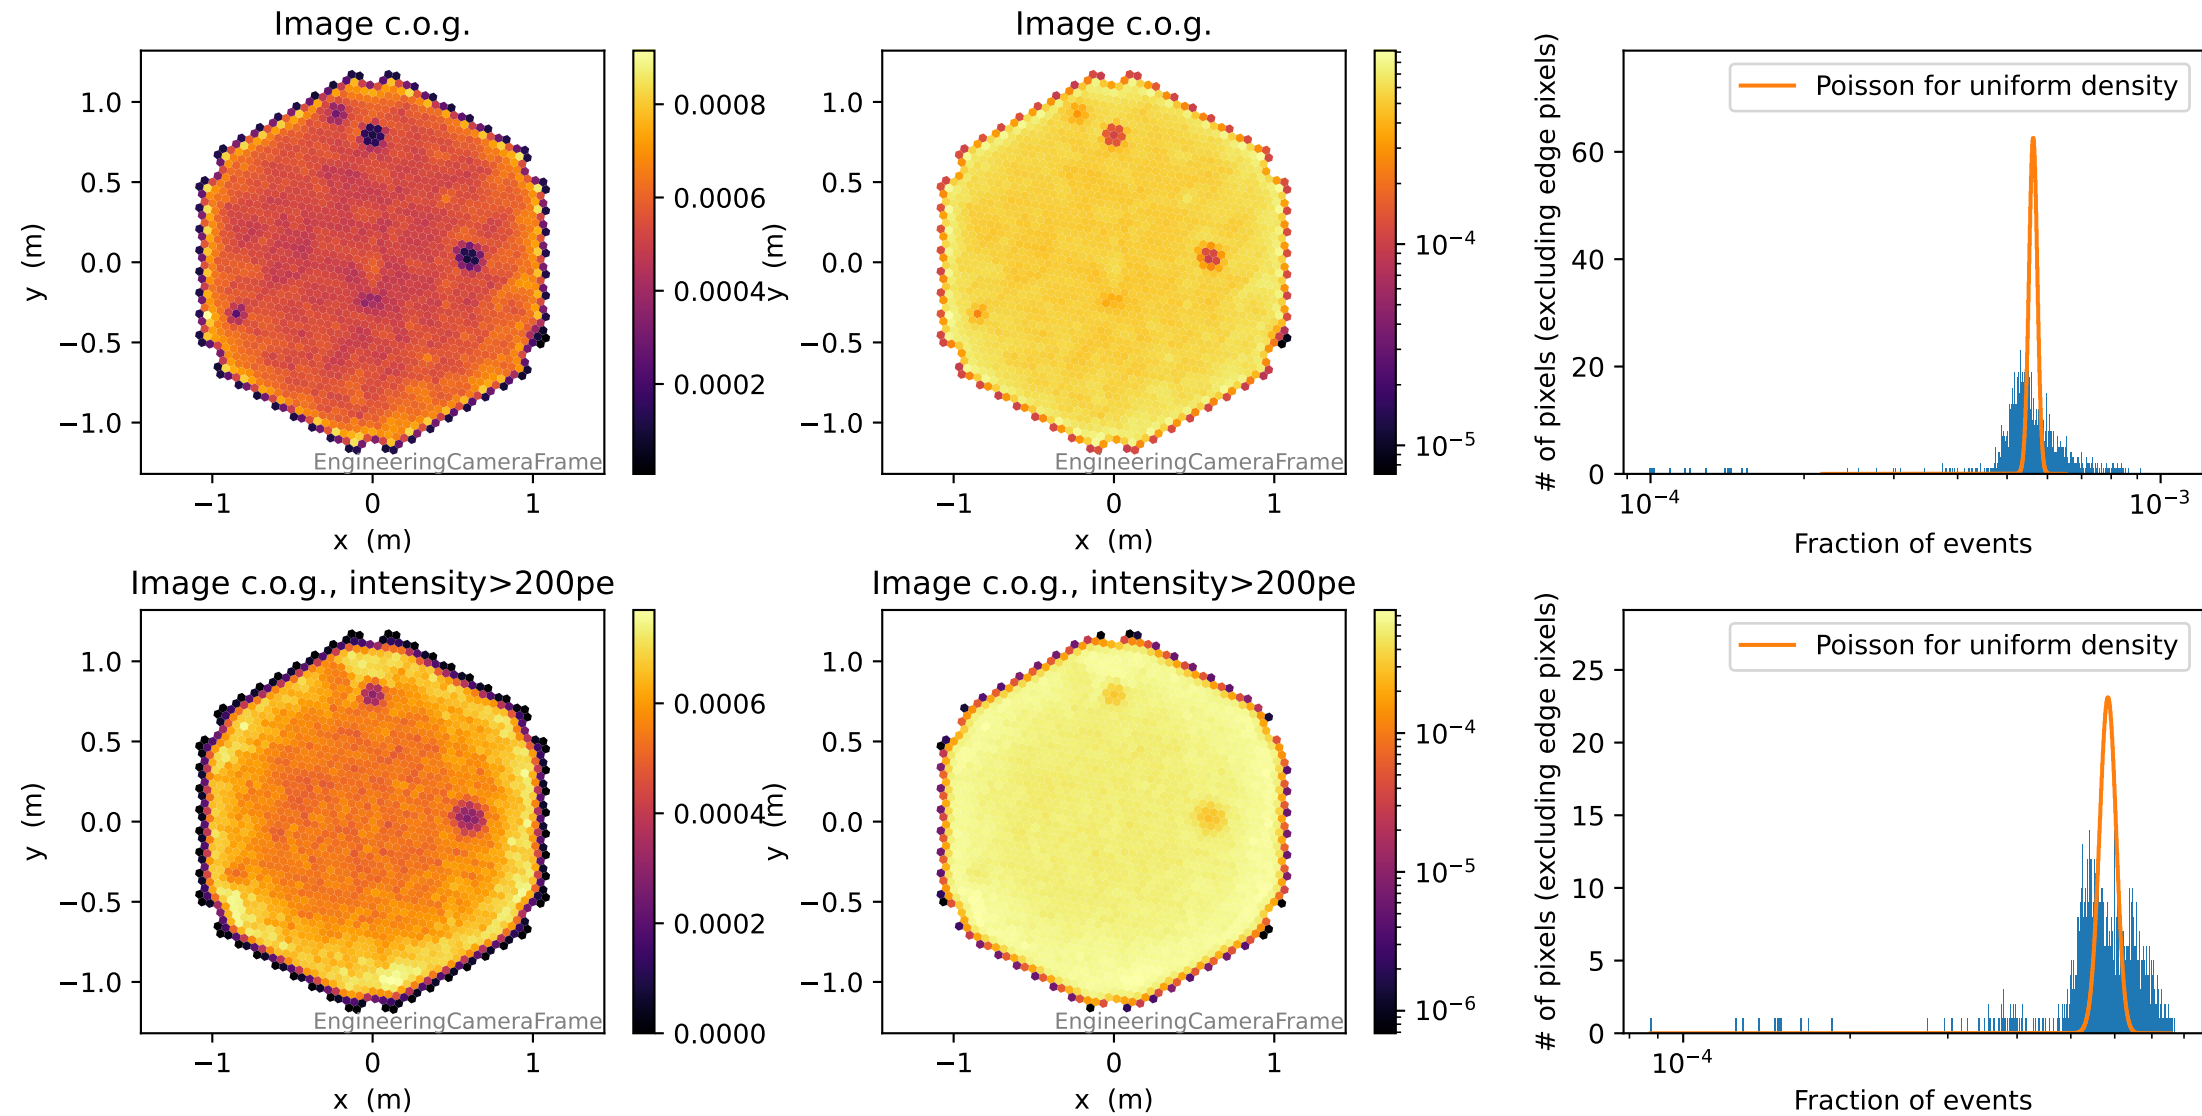 Image c.o.g.
1.0
0.5
0.0
−0.5
−1.0
y (m)
EngineeringCameraFrame
−1
0
1
x (m)
0.0008
0.0006
0.0004
0.0002
Image c.o.g.
1.0
0.5
0.0
−0.5
−1.0
y (m)
EngineeringCameraFrame
−1
0
1
x (m)
10⁻⁴
10⁻⁵
Poisson for uniform density
# of pixels (excluding edge pixels)
60
40
20
0
10⁻⁴
10⁻³
Fraction of events
Image c.o.g., intensity>200pe
1.0
0.5
0.0
−0.5
−1.0
y (m)
EngineeringCameraFrame
−1
0
1
x (m)
0.0006
0.0004
0.0002
0.0000
Image c.o.g., intensity>200pe
1.0
0.5
0.0
−0.5
−1.0
y (m)
EngineeringCameraFrame
−1
0
1
x (m)
10⁻⁴
10⁻⁵
10⁻⁶
Poisson for uniform density
# of pixels (excluding edge pixels)
25
20
15
10
5
0
10⁻⁴
Fraction of events